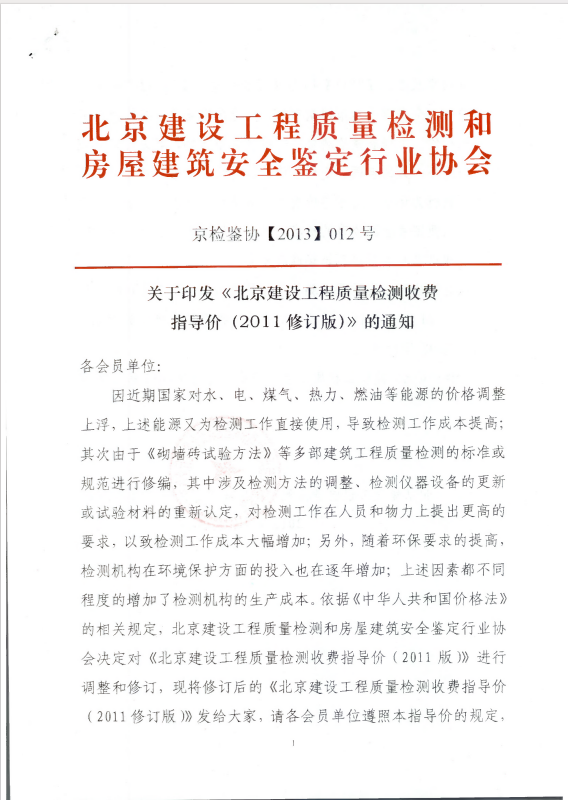 北京建设工程质量检测和
房屋建筑安全鉴定行业协会
京检鉴协【2013】012 号
关于印发《北京建设工程质量检测收费
指导价（2011 修订版）》的通知
各会员单位：
因近期国家对水、电、煤气、热力、燃油等能源的价格调整
上浮，上述能源又为检测工作直接使用，导致检测工作成本提高；
其次由于《砌墙砖试验方法》等多部建筑工程质量检测的标准或
规范进行修编，其中涉及检测方法的调整、检测仪器设备的更新
或试验材料的重新认定，对检测工作在人员和物力上提出更高的
要求，以致检测工作成本大幅增加；另外，随着环保要求的提高，
检测机构在环境保护方面的投入也在逐年增加；上述因素都不同
程度的增加了检测机构的生产成本。依据《中华人共和国价格法》
的相关规定，北京建设工程质量检测和房屋建筑安全鉴定行业协
会决定对《北京建设工程质量检测收费指导价（2011 版）》进行
调整和修订，现将修订后的《北京建设工程质量检测收费指导价
（2011 修订版）》发给大家，请各会员单位遵照本指导价的规定，
1